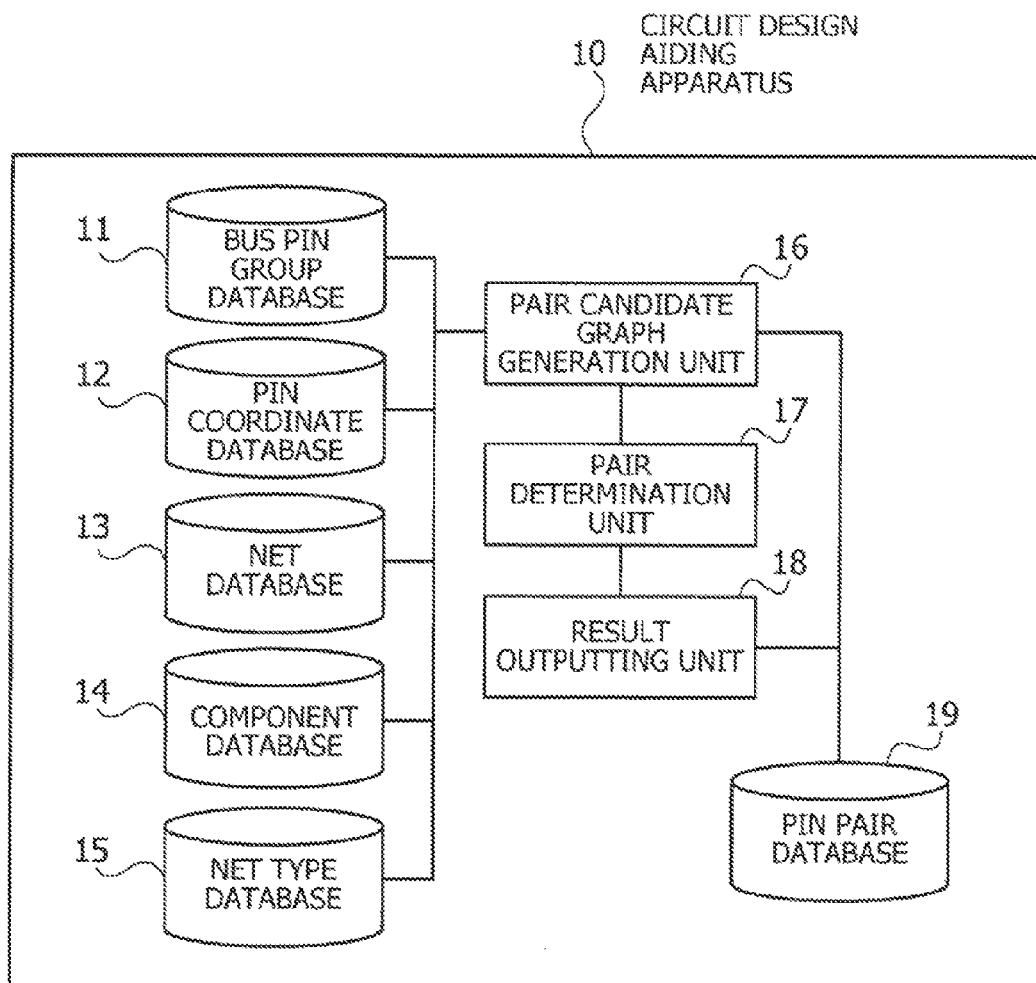 CIRCUIT DESIGN
AIDING
APPARATUS
10
11
BUS PIN
GROUP
DATABASE
12
PIN
COORDINATE
DATABASE
13
NET
DATABASE
14
COMPONENT
DATABASE
15
NET TYPE
DATABASE
16
PAIR CANDIDATE
GRAPH
GENERATION UNIT
17
PAIR
DETERMINATION
UNIT
18
RESULT
OUTPUTTING UNIT
19
PIN PAIR
DATABASE